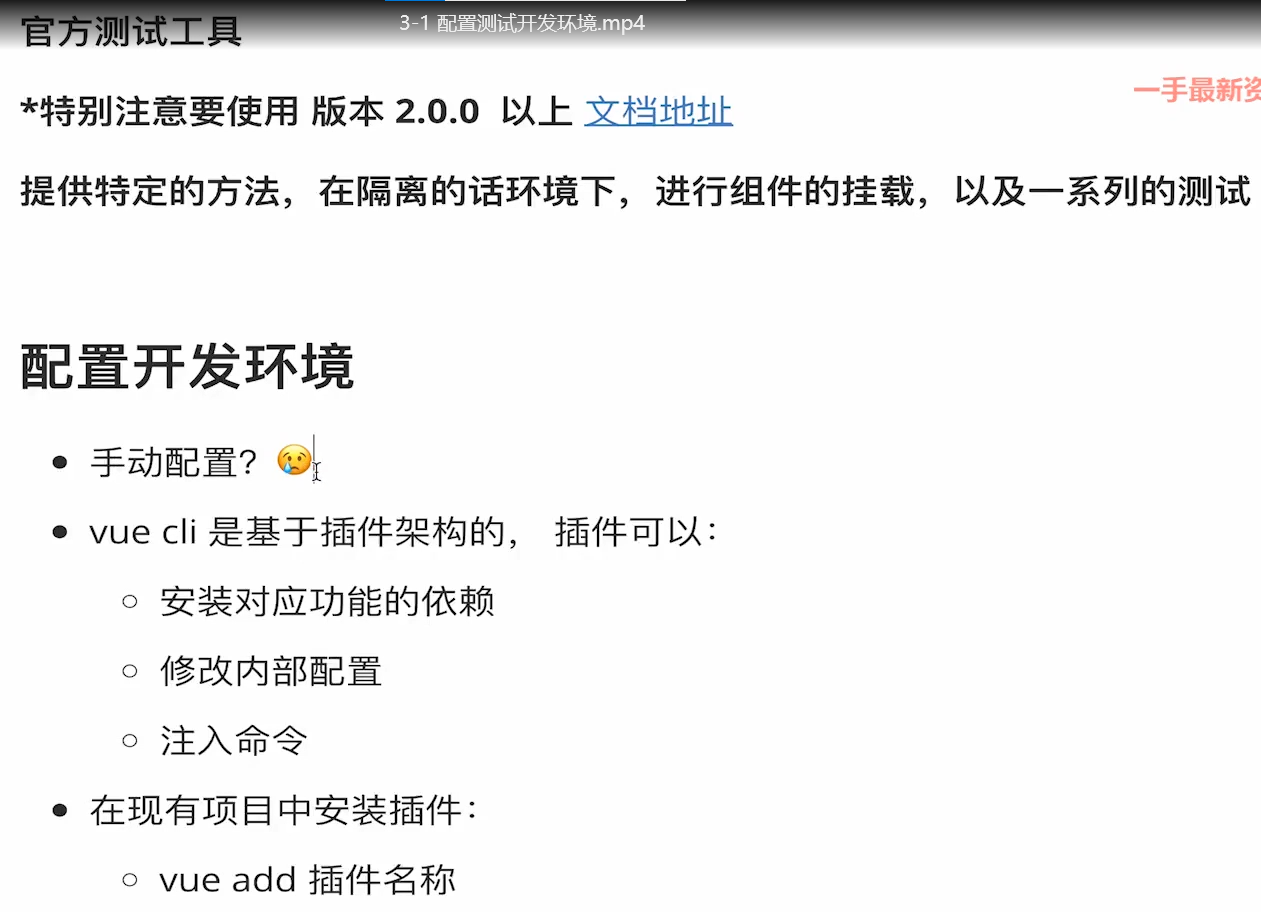 3-1 配置测试开发环境.mp4
官方测试工具
一手最新资
*特别注意要使用 版本 2.0.0 以上 文档地址
提供特定的方法，在隔离的话环境下，进行组件的挂载，以及一系列的测试
配置开发环境
手动配置？😢
vue cli 是基于插件架构的， 插件可以：
安装对应功能的依赖
修改内部配置
注入命令
在现有项目中安装插件：
vue add 插件名称